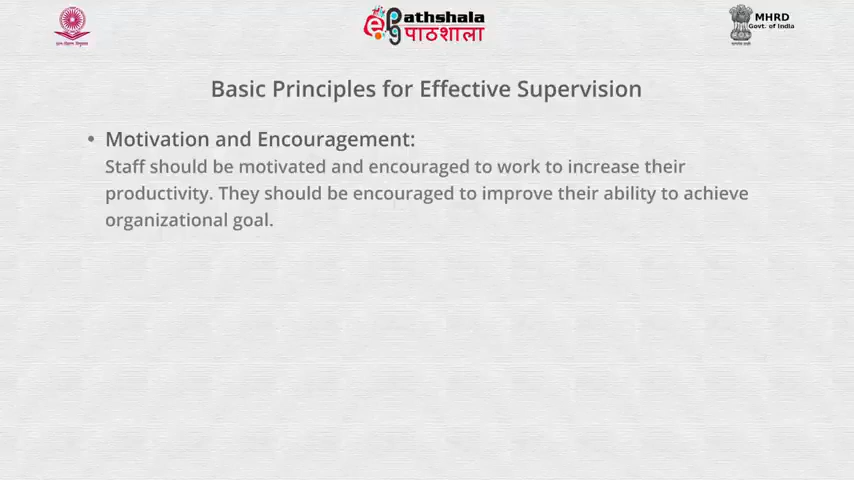 ePathshala
पाठशाला
MHRD
Govt. of India
Basic Principles for Effective Supervision
• Motivation and Encouragement:
Staff should be motivated and encouraged to work to increase their
productivity. They should be encouraged to improve their ability to achieve
organizational goal.